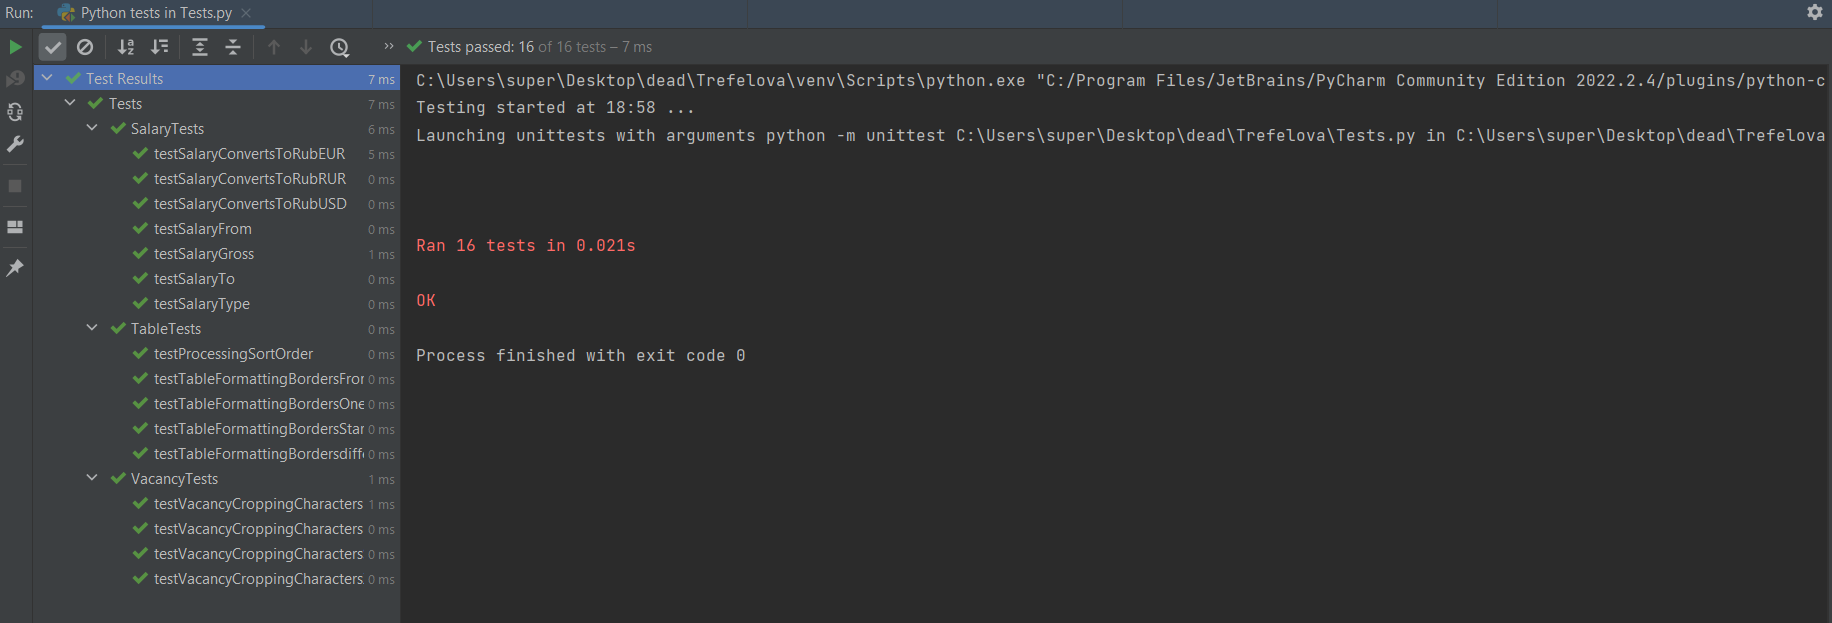 Run: Python tests in Tests.py
Tests passed: 16 of 16 tests – 7 ms
Test Results 7 ms
Tests 7 ms
SalaryTests 6 ms
testSalaryConvertsToRubEUR 5 ms
testSalaryConvertsToRubRUR 0 ms
testSalaryConvertsToRubUSD 0 ms
testSalaryFrom 0 ms
testSalaryGross 1 ms
testSalaryTo 0 ms
testSalaryType 0 ms
TableTests 0 ms
testProcessingSortOrder 0 ms
testTableFormattingBordersFror 0 ms
testTableFormattingBordersOne 0 ms
testTableFormattingBordersStar 0 ms
testTableFormattingBordersdiff 0 ms
VacancyTests 1 ms
testVacancyCroppingCharacters 1 ms
testVacancyCroppingCharacters 0 ms
testVacancyCroppingCharacters 0 ms
testVacancyCroppingCharacters 0 ms
C:\Users\super\Desktop\dead\Trefelova\venv\Scripts\python.exe "C:/Program Files/JetBrains/PyCharm Community Edition 2022.2.4/plugins/python-c
Testing started at 18:58 ...
Launching unittests with arguments python -m unittest C:\Users\super\Desktop\dead\Trefelova\Tests.py in C:\Users\super\Desktop\dead\Trefelova
Ran 16 tests in 0.021s
OK
Process finished with exit code 0